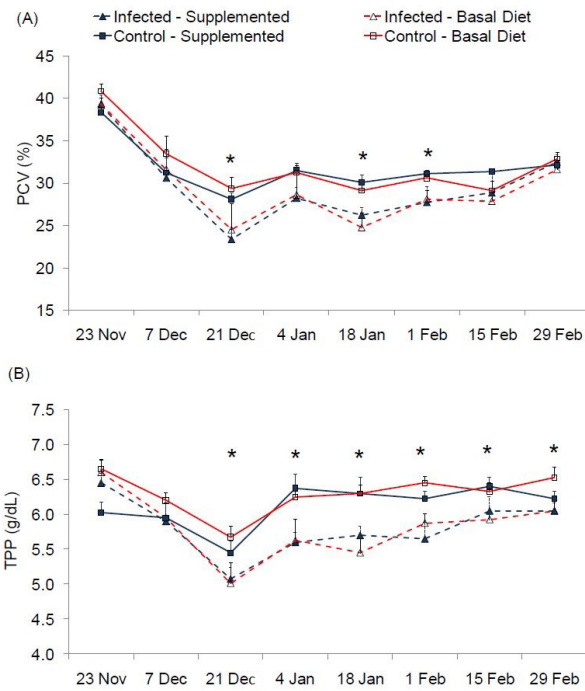 (A)
Infected - Supplemented Infected - Basal Diet
Control - Supplemented Control - Basal Diet
45
40
35
30
25
20
15
PCV (%)
* * *
23 Nov 7 Dec 21 Dec 4 Jan 18 Jan 1 Feb 15 Feb 29 Feb
(B)
7.5
7.0
6.5
6.0
5.5
5.0
4.5
4.0
TPP (g/dL)
* * * * * *
23 Nov 7 Dec 21 Dec 4 Jan 18 Jan 1 Feb 15 Feb 29 Feb